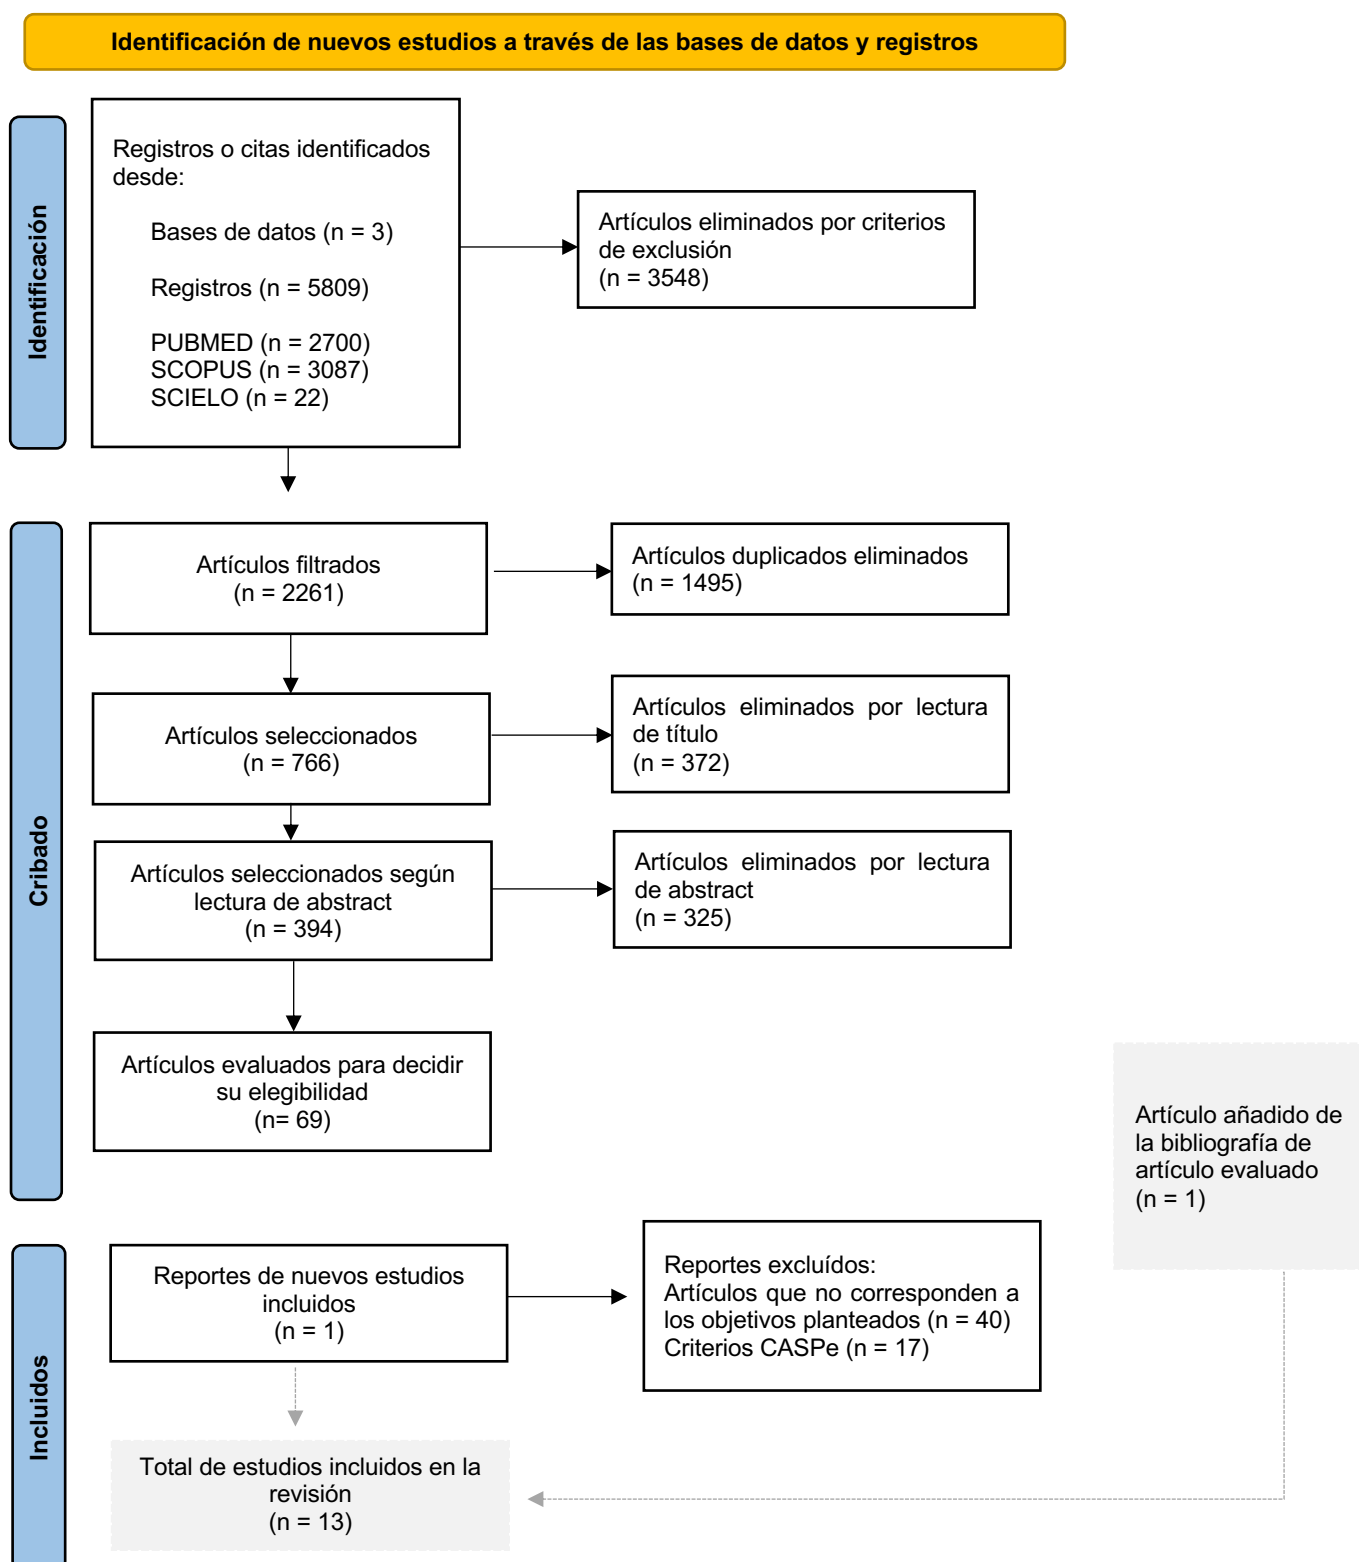 Identificación de nuevos estudios a través de las bases de datos y registros
Identificación
Registros o citas identificados
desde:
Bases de datos (n = 3)
Registros (n = 5809)
PUBMED (n = 2700)
SCOPUS (n = 3087)
SCIELO (n = 22)
Artículos eliminados por criterios
de exclusión
(n = 3548)
Cribado
Artículos filtrados
(n = 2261)
Artículos duplicados eliminados
(n = 1495)
Artículos seleccionados
(n = 766)
Artículos eliminados por lectura
de título
(n = 372)
Artículos seleccionados según
lectura de abstract
(n = 394)
Artículos eliminados por lectura
de abstract
(n = 325)
Artículos evaluados para decidir
su elegibilidad
(n= 69)
Artículo añadido de
la bibliografía de
artículo evaluado
(n = 1)
Incluidos
Reportes de nuevos estudios
incluidos
(n = 1)
Reportes excluídos:
Artículos que no corresponden a
los objetivos planteados (n = 40)
Criterios CASPe (n = 17)
Total de estudios incluidos en la
revisión
(n = 13)